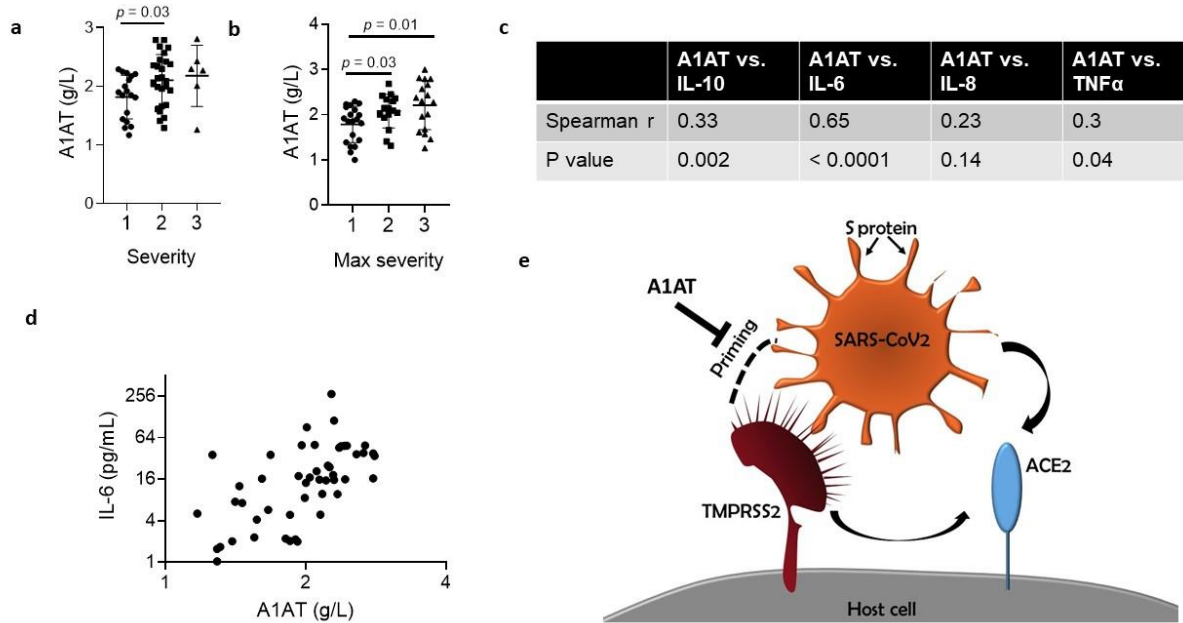 a
p = 0.03
A1AT (g/L)
3
2
1
0
1 2 3
Severity
b
p = 0.01
p = 0.03
A1AT (g/L)
4
3
2
1
0
1 2 3
Max severity
c
A1AT vs. IL-10 A1AT vs. IL-6 A1AT vs. IL-8 A1AT vs. TNFα
Spearman r 0.33 0.65 0.23 0.3
P value 0.002 < 0.0001 0.14 0.04
d
IL-6 (pg/mL)
256
64
16
4
1
1 2 4
A1AT (g/L)
e
S protein
A1AT
Priming
SARS-CoV2
TMPRSS2
ACE2
Host cell